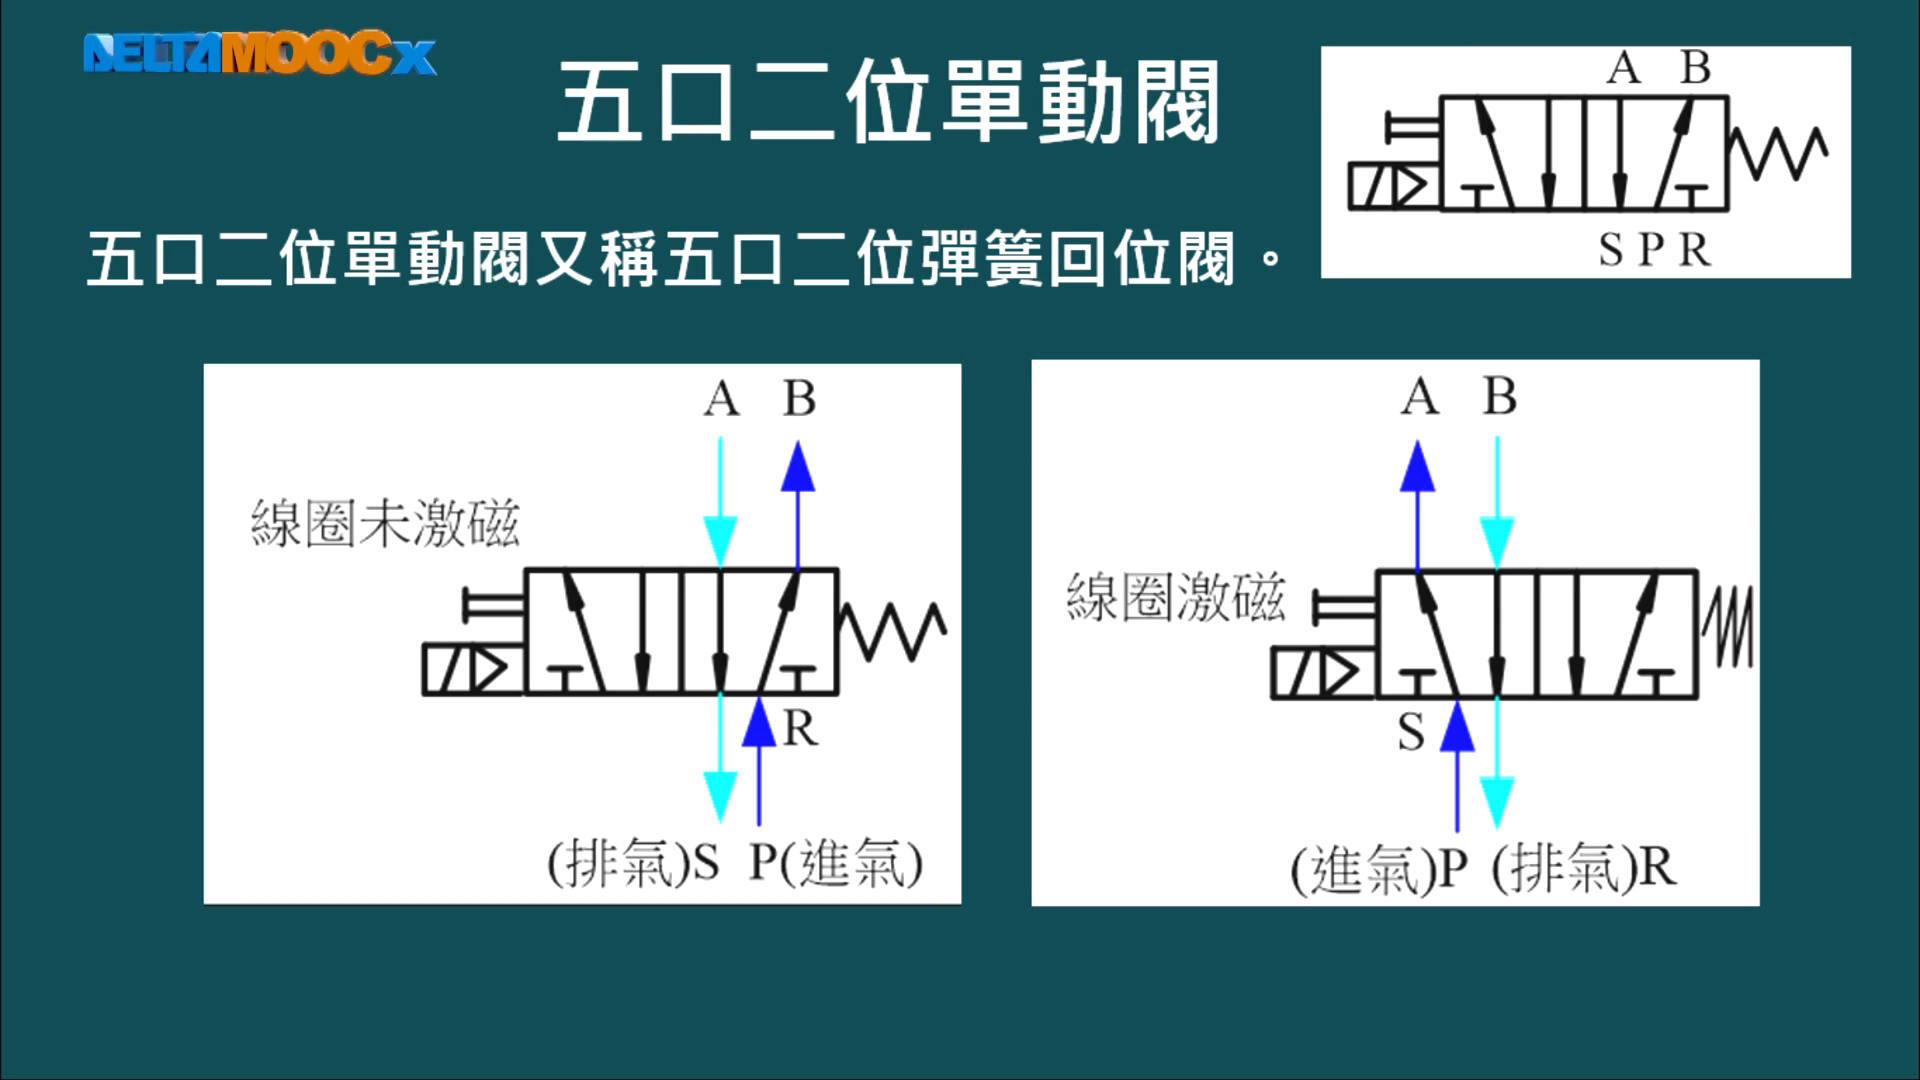 DELTAMOOCx
五口二位單動閥
A B
S P R
五口二位單動閥又稱五口二位彈簧回位閥。
A B
線圈未激磁
R
(排氣)S P(進氣)
A B
線圈激磁
S
(進氣)P (排氣)R